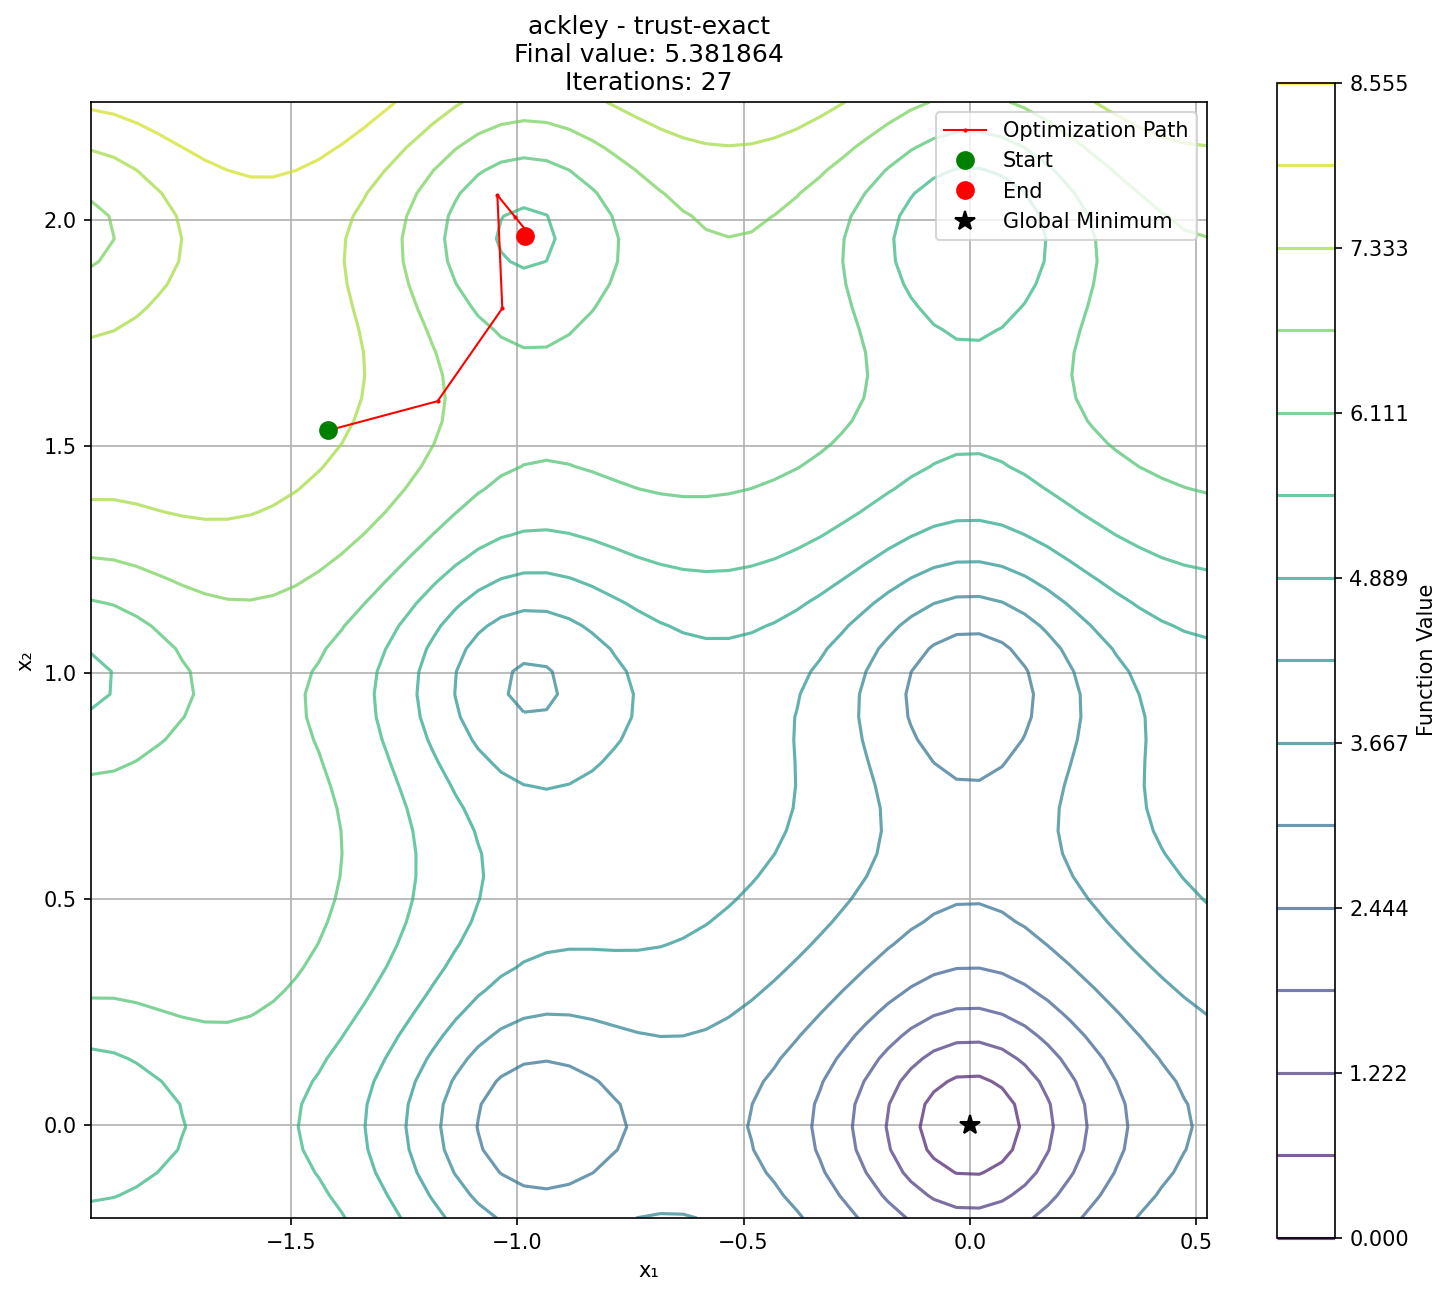 ackley - trust-exact
Final value: 5.381864
Iterations: 27
Optimization Path
Start
End
Global Minimum
2.0
1.5
1.0
0.5
0.0
x₂
−1.5
−1.0
−0.5
0.0
0.5
x₁
8.555
7.333
6.111
4.889
3.667
2.444
1.222
0.000
Function Value